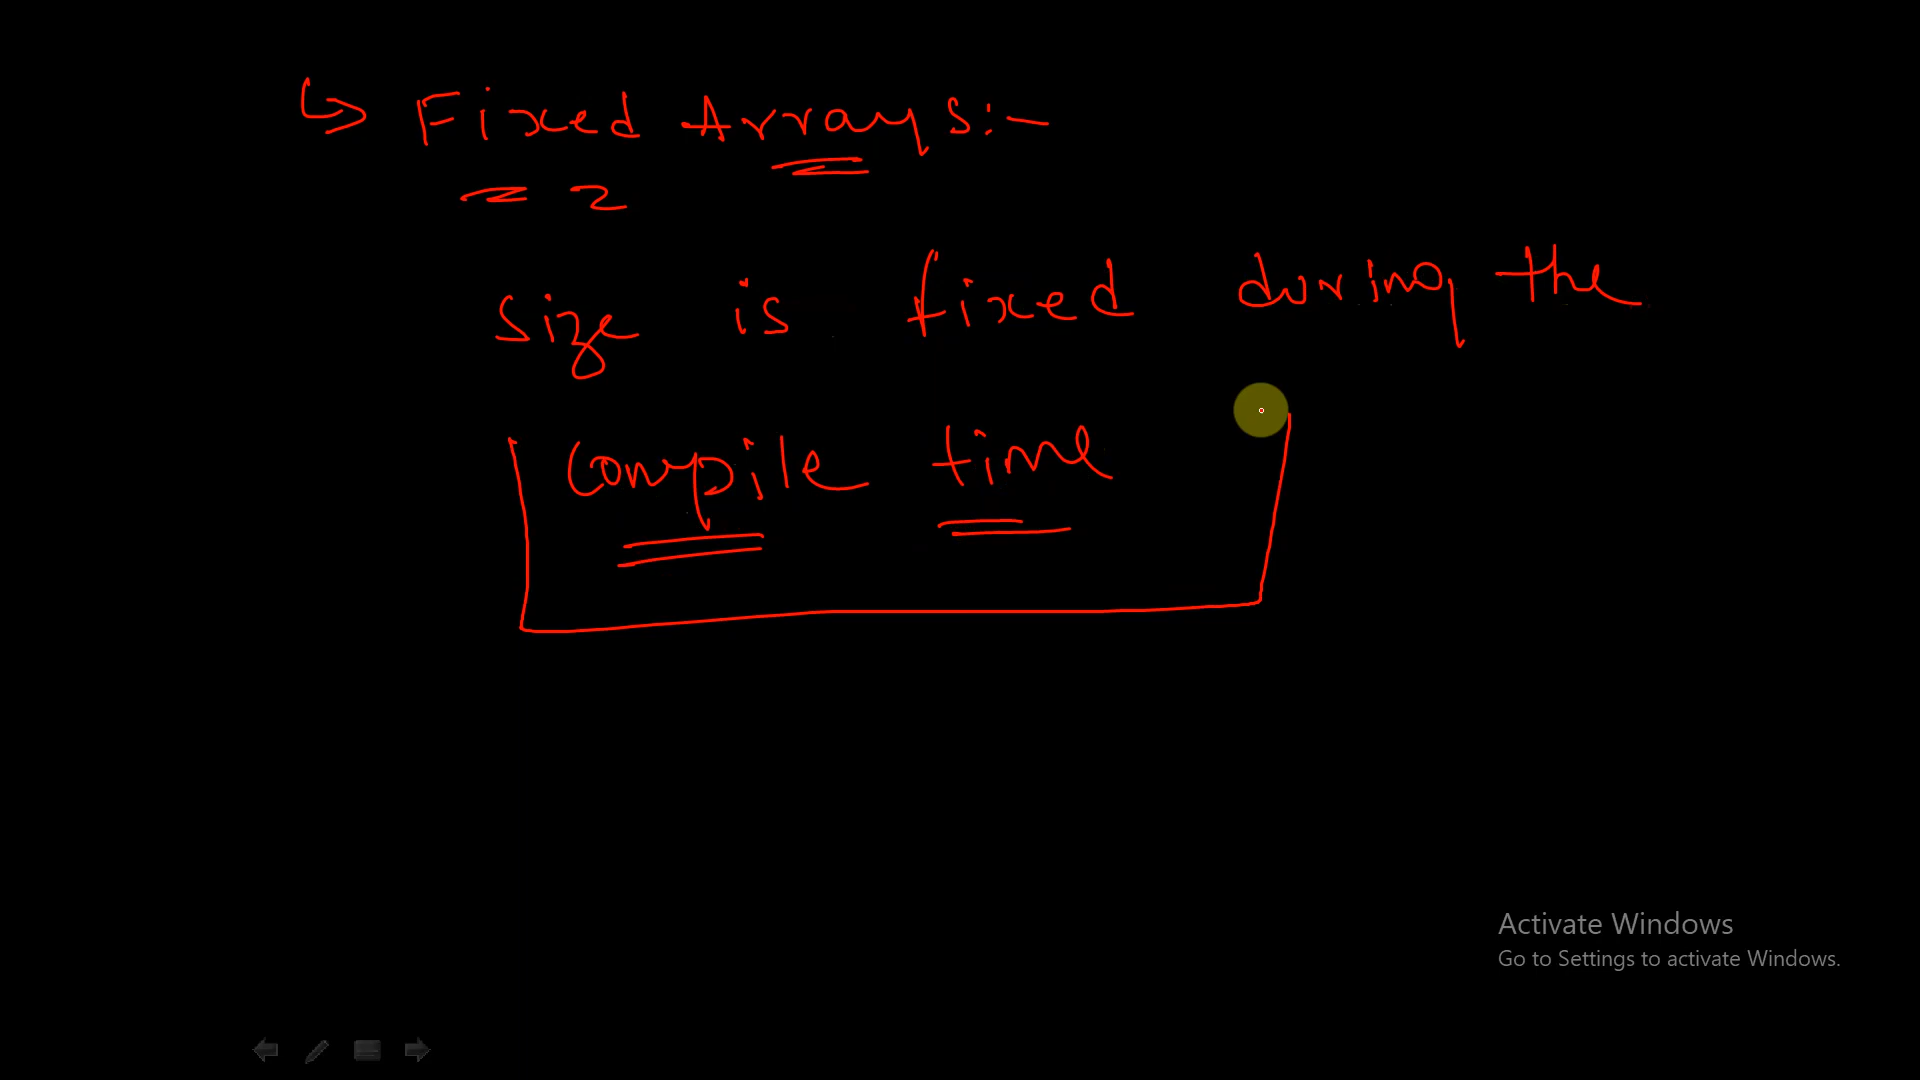 ↳ Fixed Arrays:-
Size is fixed during the
compile time
Activate Windows
Go to Settings to activate Windows.